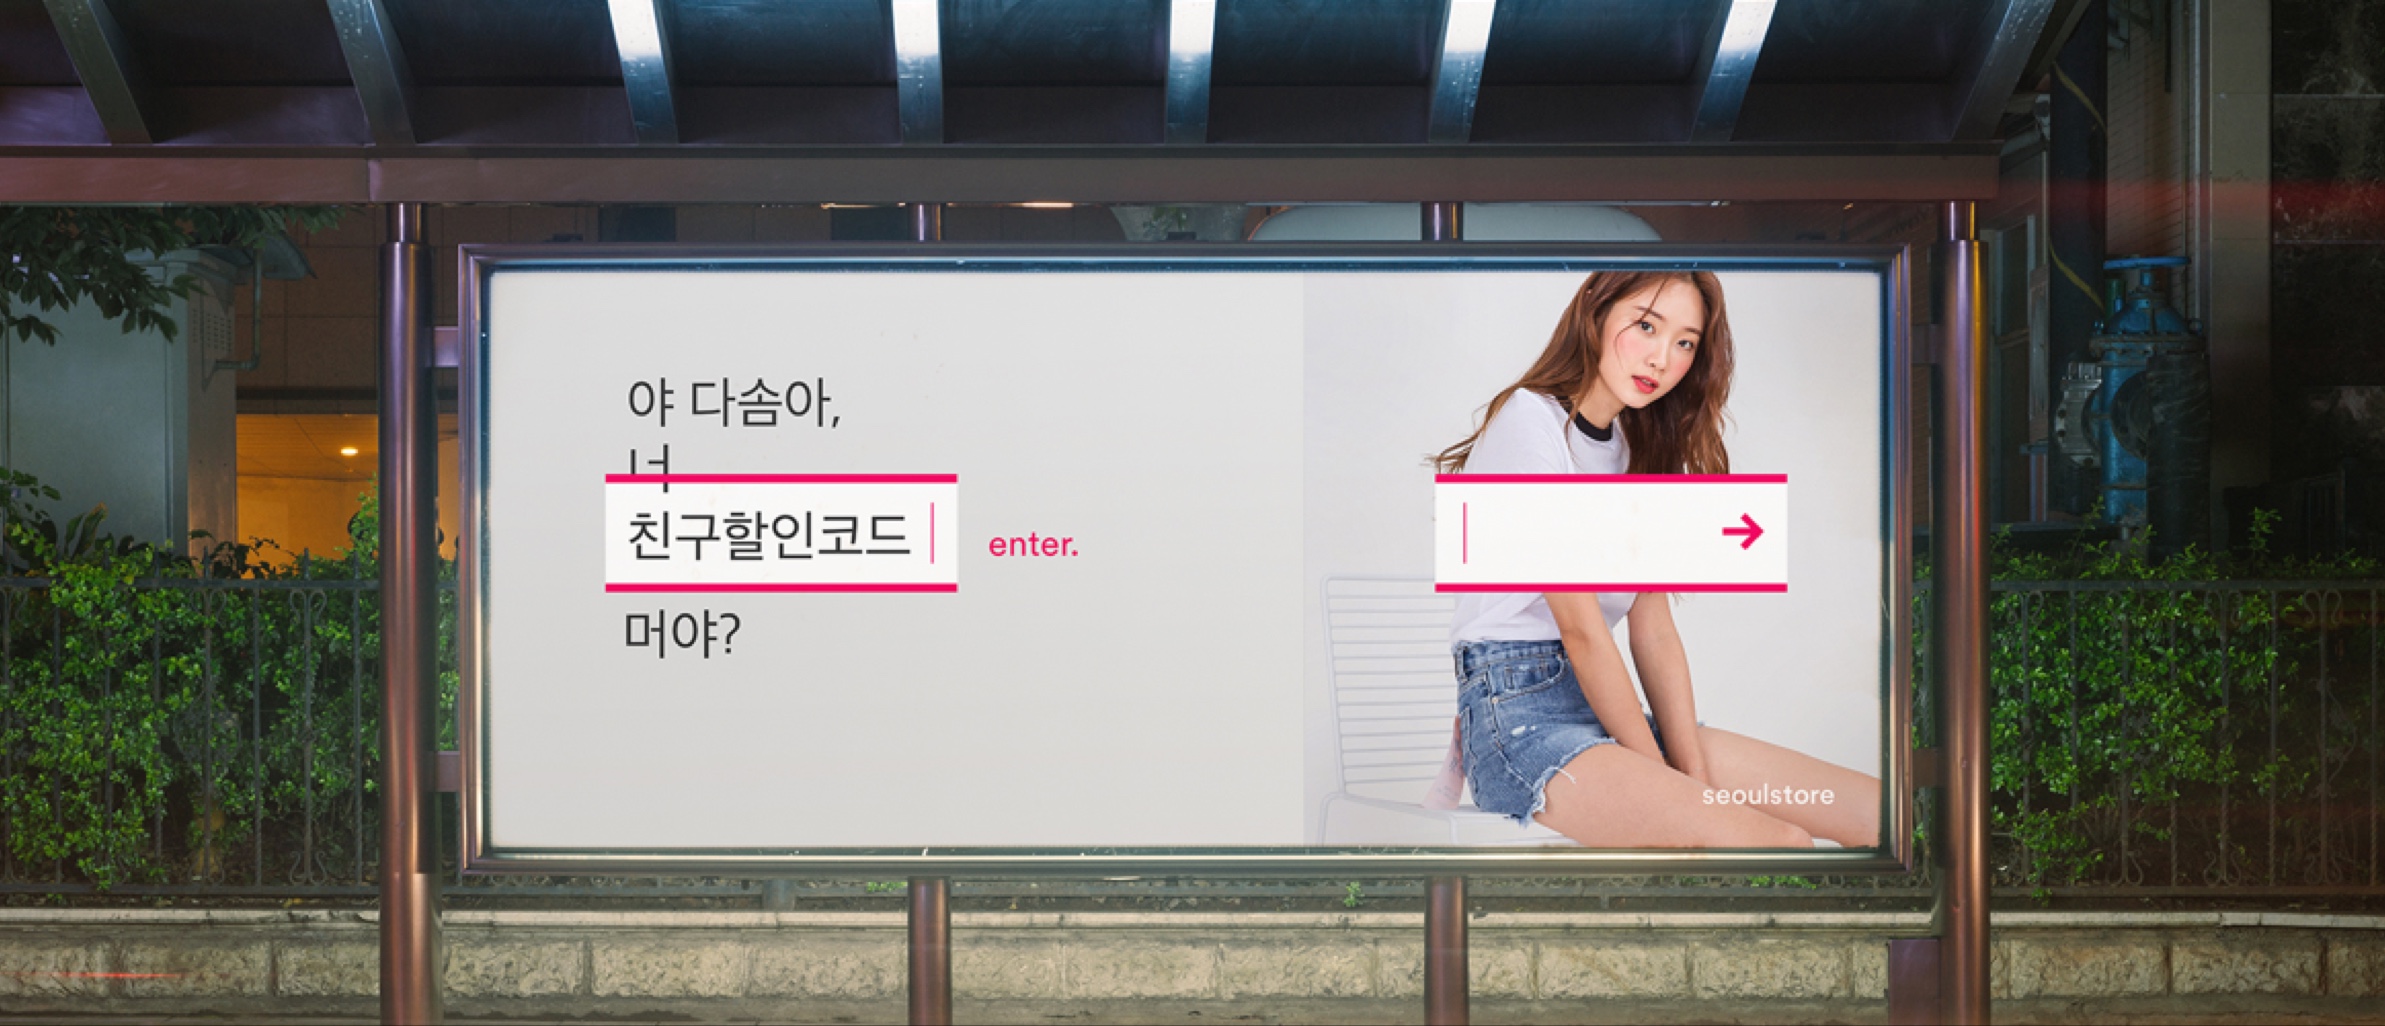 야 다솜아,
너
친구할인코드
enter.
머야?
→
seoulstore